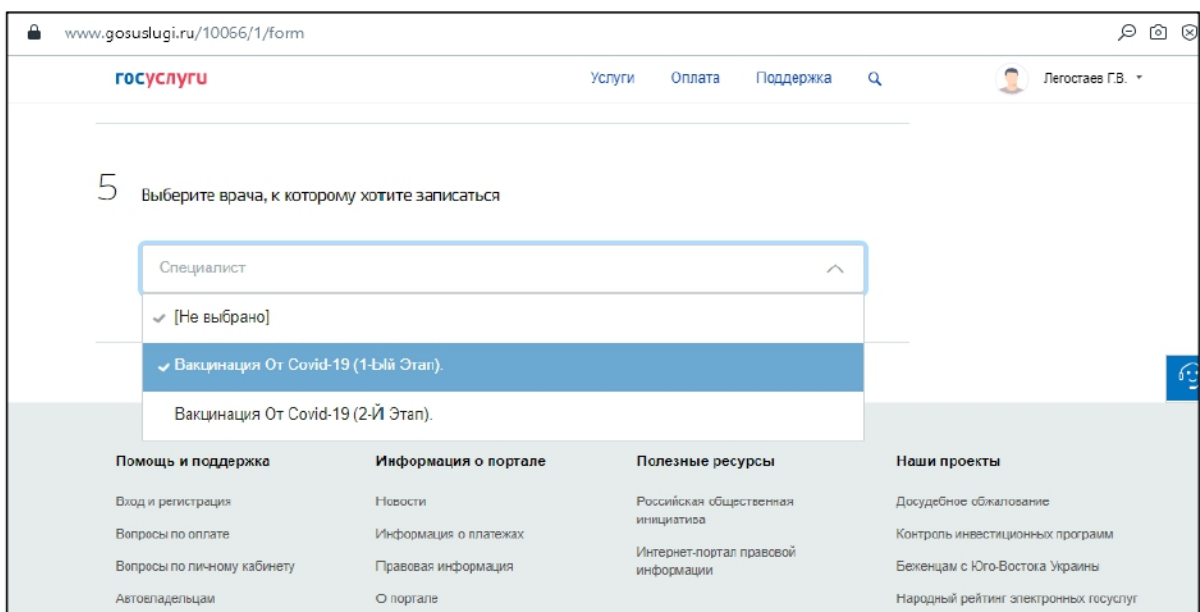 www.gosuslugi.ru/10066/1/form
госуслуги Услуги Оплата Поддержка Легостаев Г.В.
5 Выберите врача, к которому хотите записаться
Специалист
[Не выбрано]
Вакцинация От Covid-19 (1-Ый Этап).
Вакцинация От Covid-19 (2-Й Этап).
Помощь и поддержка
Вход и регистрация
Вопросы по оплате
Вопросы по личному кабинету
Автовладельцам
Информация о портале
Новости
Информация о платежах
Правовая информация
О портале
Полезные ресурсы
Российская общественная
инициатива
Интернет-портал правовой
информации
Наши проекты
Досудебное обжалование
Контроль инвестиционных программ
Беженцам с Юго-Востока Украины
Народный рейтинг электронных госуслуг